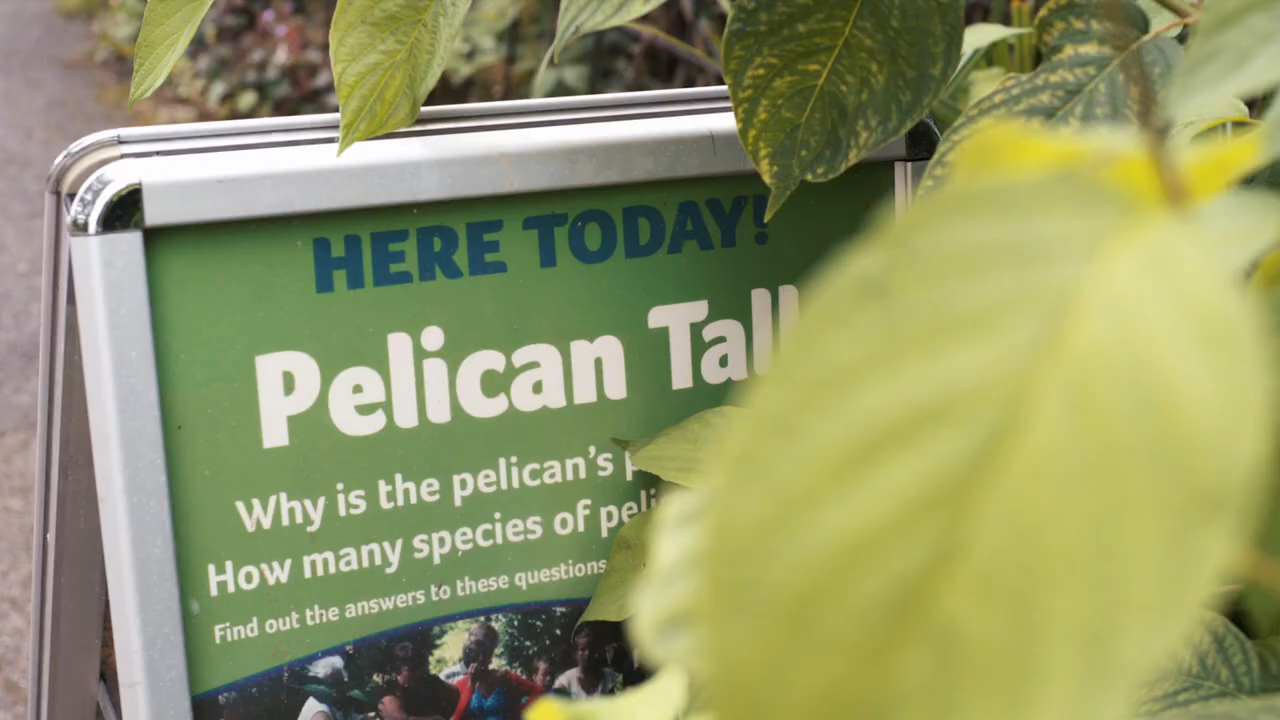 HERE TODAY!
Pelican Tal
Why is the pelican's
How many species of
Find out the answers to these questions